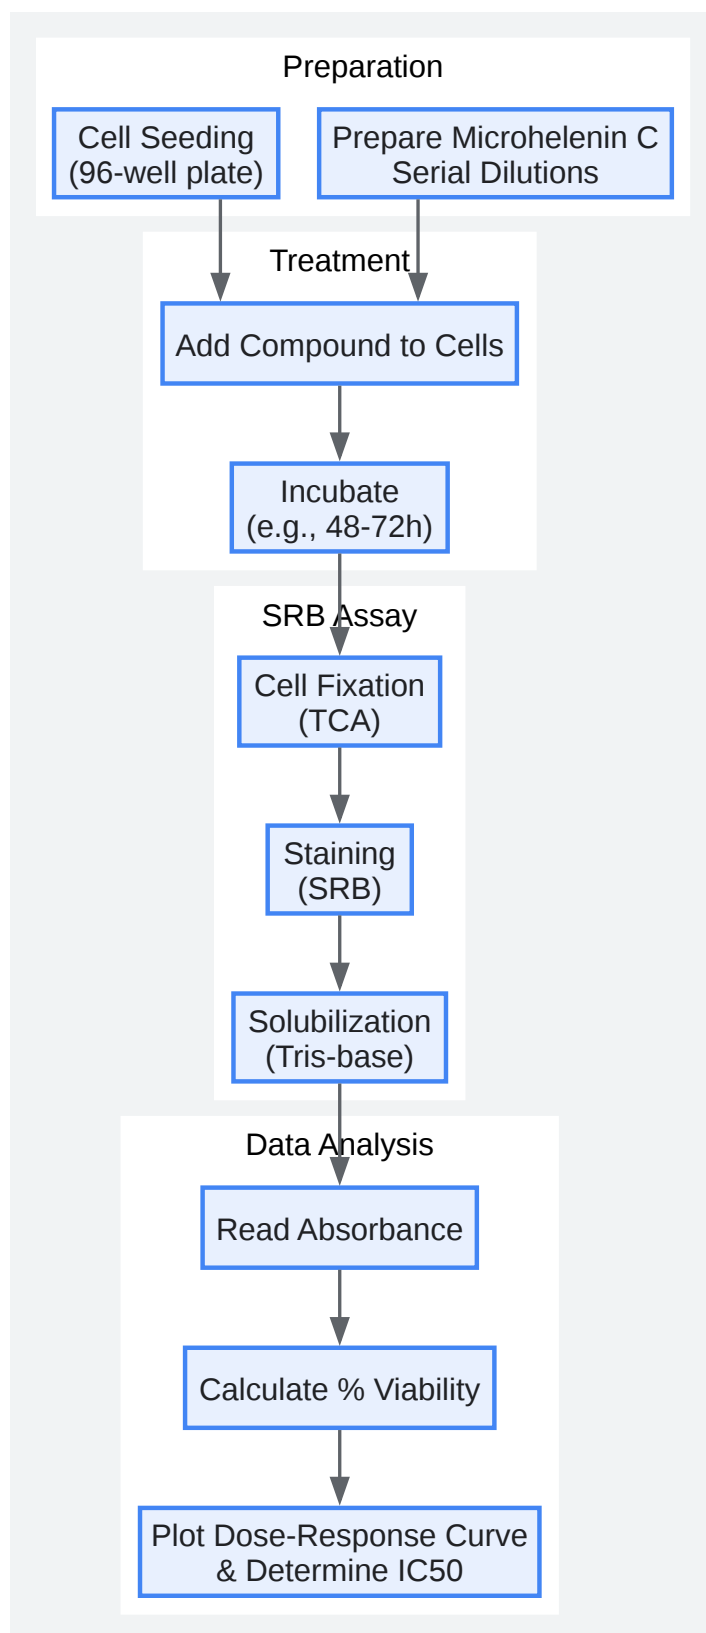 Preparation
Cell Seeding
(96-well plate)
Prepare Microhelenin C
Serial Dilutions
Treatment
Add Compound to Cells
Incubate
(e.g., 48-72h)
SRB Assay
Cell Fixation
(TCA)
Staining
(SRB)
Solubilization
(Tris-base)
Data Analysis
Read Absorbance
Calculate % Viability
Plot Dose-Response Curve
& Determine IC50